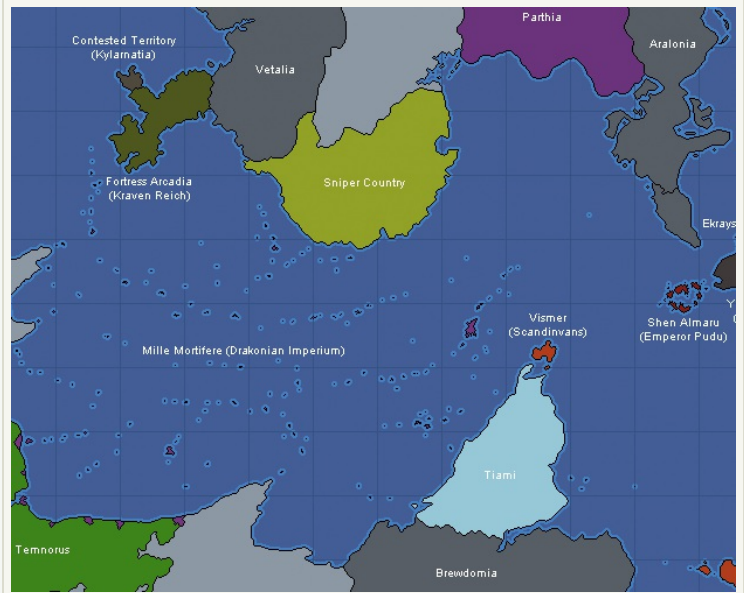 Parthia
Contested Territory
(Kylarnatia)
Aralonia
Vetalia
Sniper Country
Fortress Arcadia
(Kraven Reich)
Ekrays
Vismer
(Scandinvans)
Shen Almaru
(Emperor Pudu)
Y
Mille Mortifere (Drakonian Imperium)
Tiami
Temnorus
Brewdomia